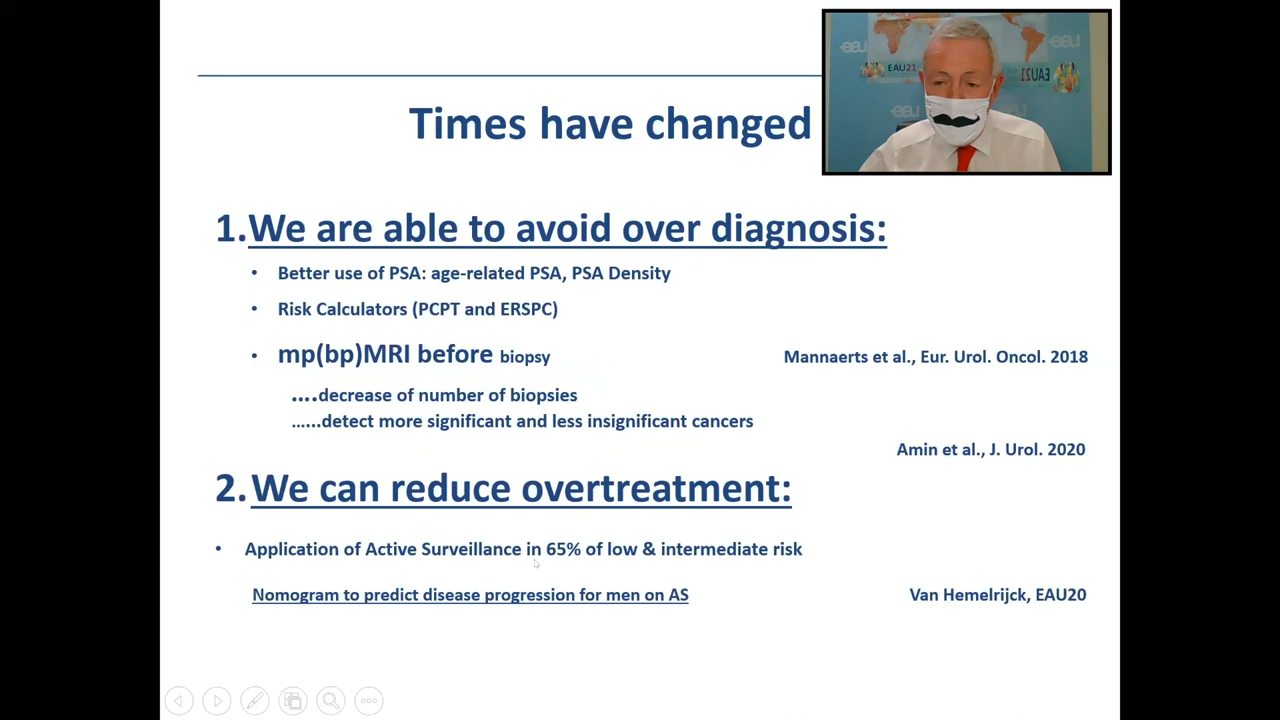 EAU21
EAU21
Times have changed
1.We are able to avoid over diagnosis:
• Better use of PSA: age-related PSA, PSA Density
• Risk Calculators (PCPT and ERSPC)
• mp(bp)MRI before biopsy
Mannaerts et al., Eur. Urol. Oncol. 2018
....decrease of number of biopsies
......detect more significant and less insignificant cancers
Amin et al., J. Urol. 2020
2.We can reduce overtreatment:
• Application of Active Surveillance in 65% of low & intermediate risk
Nomogram to predict disease progression for men on AS
Van Hemelrijck, EAU20